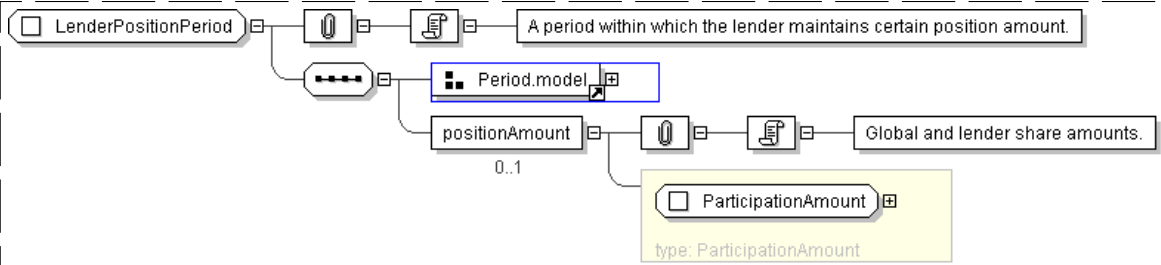 LenderPositionPeriod
A period within which the lender maintains certain position amount.
Period.model
positionAmount
Global and lender share amounts.
0..1
ParticipationAmount
type: ParticipationAmount